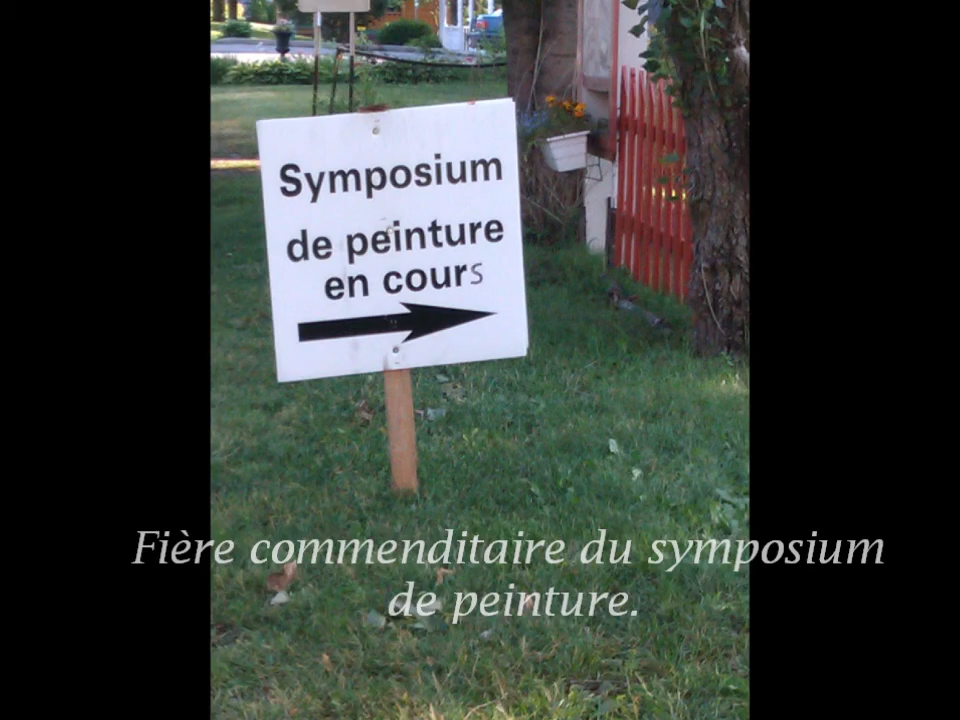 Symposium
de peinture
en cours
Fière commenditaire du symposium
de peinture.